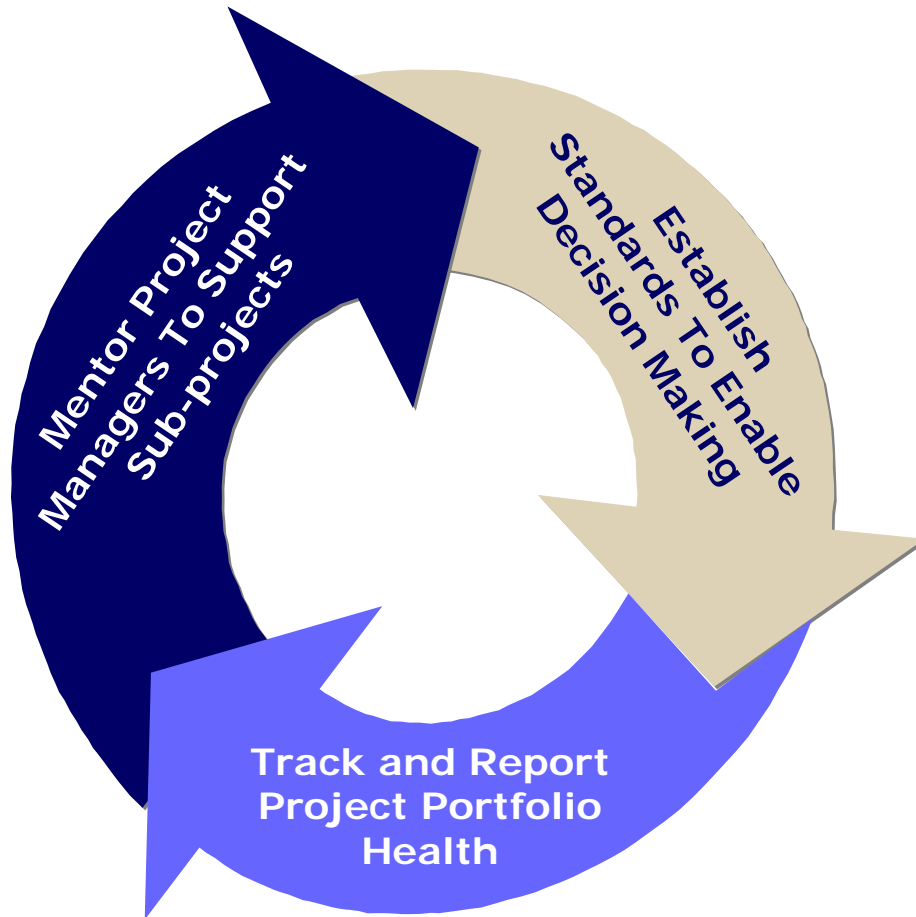 Mentor Project
Managers To Support
Sub-projects
Establish
Standards To Enable
Decision Making
Track and Report
Project Portfolio
Health